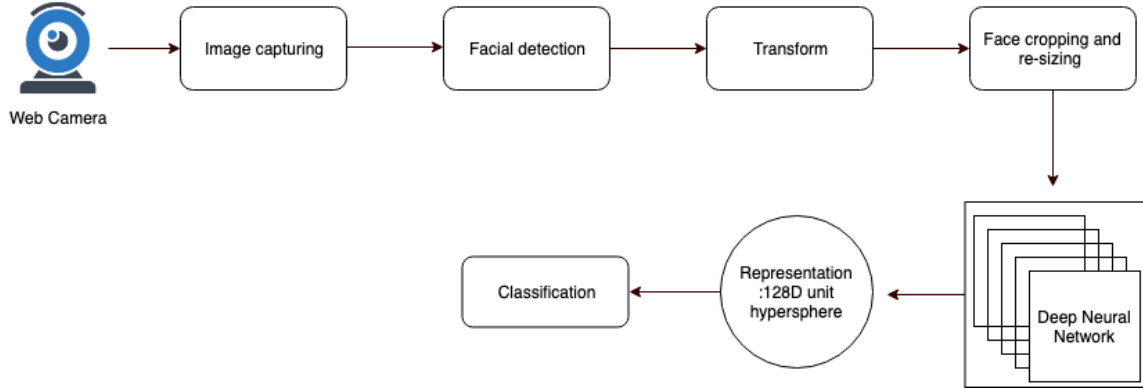 Web Camera
Image capturing
Facial detection
Transform
Face cropping and
re-sizing
Deep Neural
Network
Representation
:128D unit
hypersphere
Classification